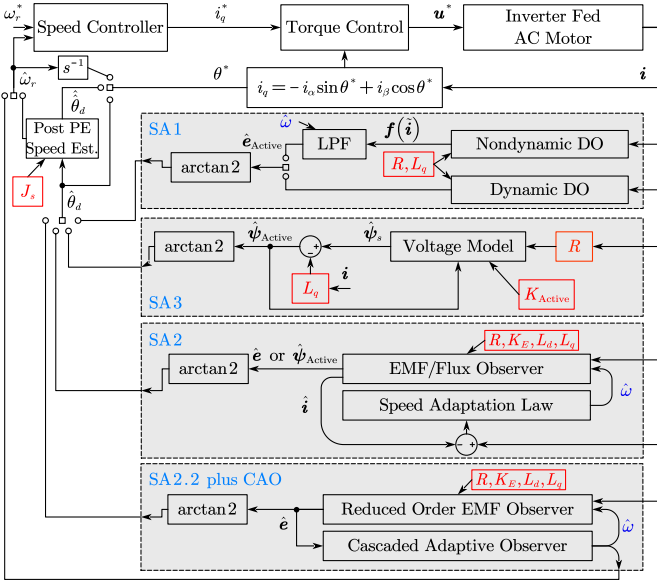 ω*_r
Speed Controller
i*_q
Torque Control
u*
Inverter Fed
AC Motor
s⁻¹
ω̂_r
θ̂̂_d
θ*
i_q = −i_α sin θ* + i_β cos θ*
i
Post PE
Speed Est.
J_s
θ̂_d
SA1
ω̂
ê_Active
LPF
f(ĩ)
Nondynamic DO
arctan2
R, L_q
Dynamic DO
arctan2
ψ̂_Active
−
ψ̂_s
Voltage Model
R
L_q
i
K_Active
SA3
SA2
R, K_E, L_d, L_q
ê or ψ̂_Active
arctan2
EMF/Flux Observer
î
Speed Adaptation Law
ω̂
− +
SA2.2 plus CAO
R, K_E, L_d, L_q
arctan2
Reduced Order EMF Observer
ê
ω̂
Cascaded Adaptive Observer